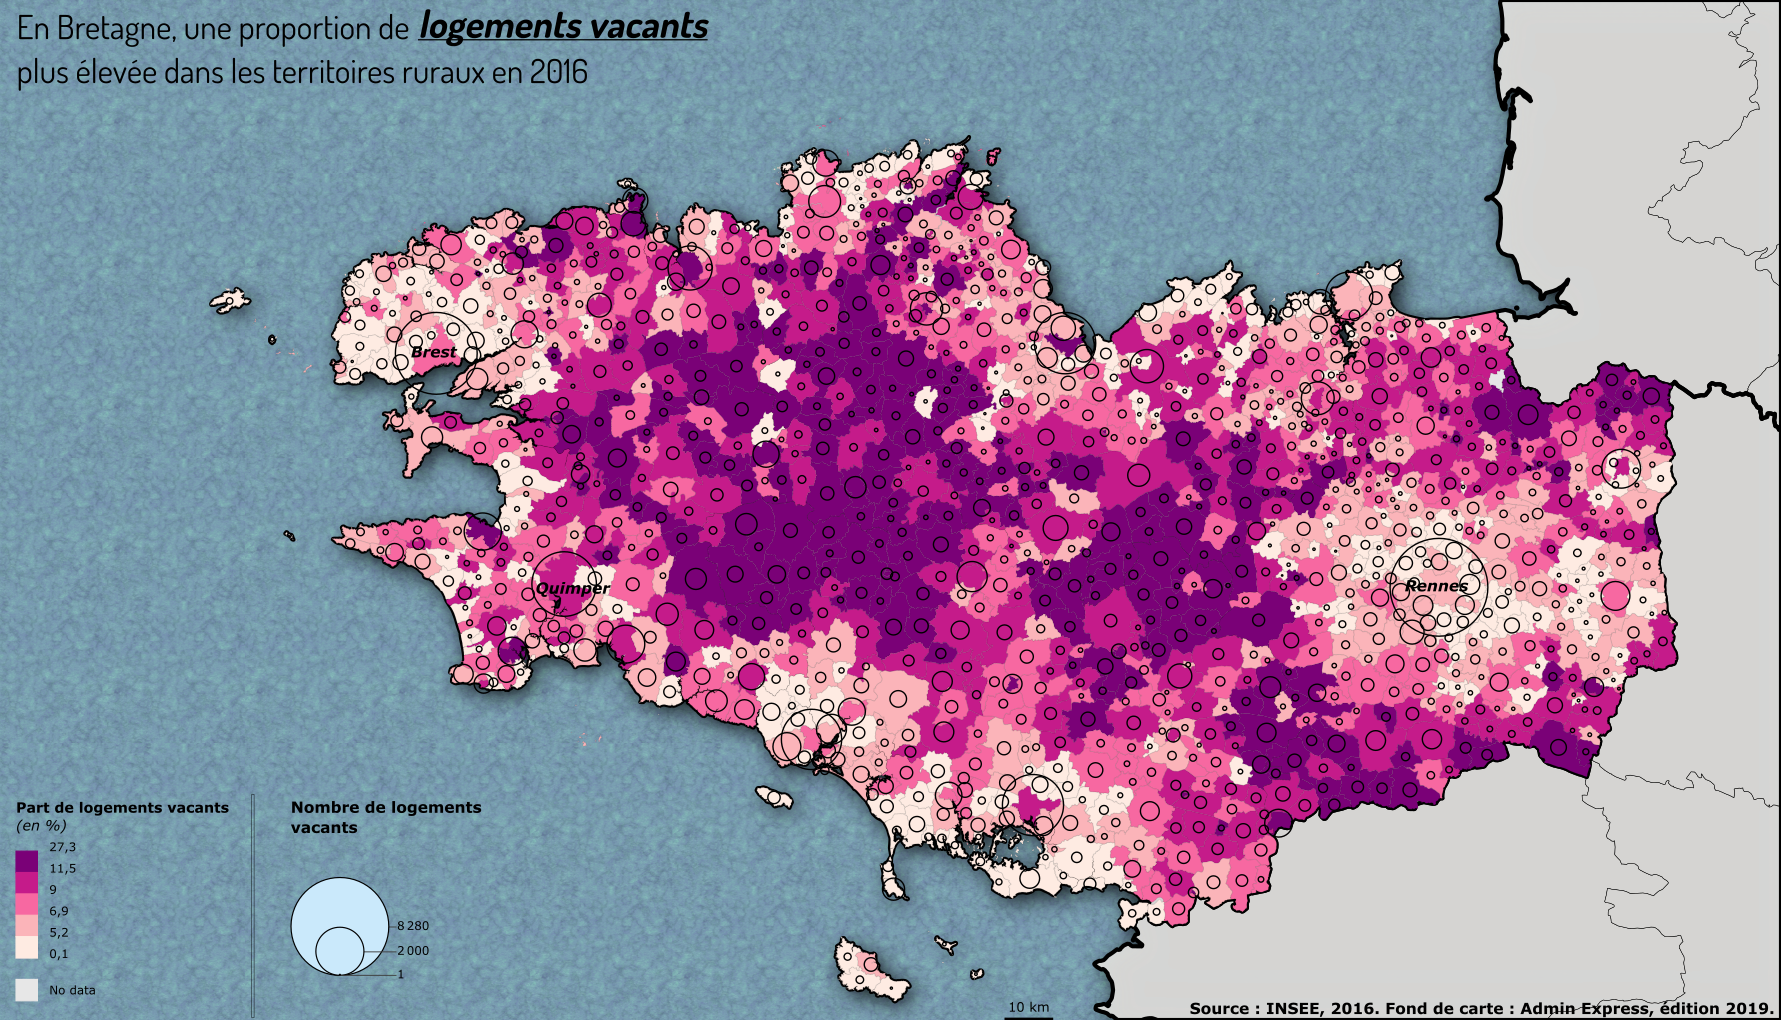 En Bretagne, une proportion de logements vacants
plus élevée dans les territoires ruraux en 2016
Brest
Quimper
Rennes
Part de logements vacants
(en %)
27,3
11,5
9
6,9
5,2
0,1
No data
Nombre de logements
vacants
8 280
2 000
1
10 km
Source : INSEE, 2016. Fond de carte : Admin Express, édition 2019.